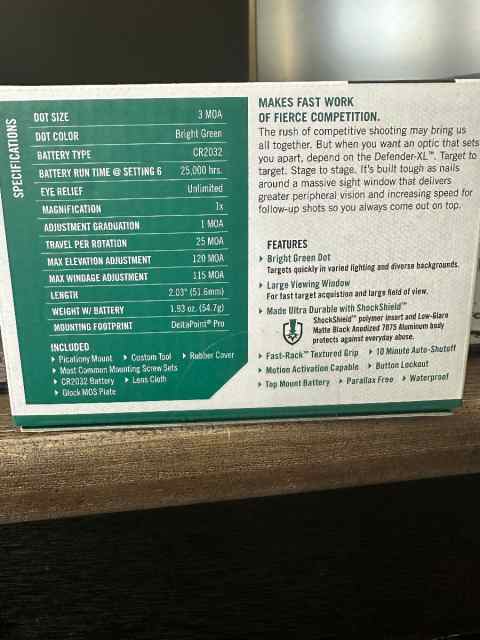 SPECIFICATIONS
DOT SIZE 3 MOA
DOT COLOR Bright Green
BATTERY TYPE CR2032
BATTERY RUN TIME @ SETTING 6 25,000 hrs.
EYE RELIEF Unlimited
MAGNIFICATION 1x
ADJUSTMENT GRADUATION 1 MOA
TRAVEL PER ROTATION 25 MOA
MAX ELEVATION ADJUSTMENT 120 MOA
MAX WINDAGE ADJUSTMENT 115 MOA
LENGTH 2.03" (51.6mm)
WEIGHT W/ BATTERY 1.93 oz. (54.7g)
MOUNTING FOOTPRINT DeltaPoint® Pro
INCLUDED
Picatinny Mount Custom Tool Rubber Cover
Most Common Mounting Screw Sets
CR2032 Battery Lens Cloth
Glock MOS Plate
MAKES FAST WORK
OF FIERCE COMPETITION.
The rush of competitive shooting may bring us
all together. But when you want an optic that sets
you apart, depend on the Defender-XL™. Target to
target. Stage to stage. It's built tough as nails
around a massive sight window that delivers
greater peripheral vision and increasing speed for
follow-up shots so you always come out on top.
FEATURES
Bright Green Dot
Targets quickly in varied lighting and diverse backgrounds.
Large Viewing Window
For fast target acquistion and large field of view.
Made Ultra Durable with ShockShield™
ShockShield™ polymer insert and Low-Glare
Matte Black Anodized 7075 Aluminum body
protects against everyday abuse.
Fast-Rack™ Textured Grip 10 Minute Auto-Shutoff
Motion Activation Capable Button Lockout
Top Mount Battery Parallax Free Waterproof